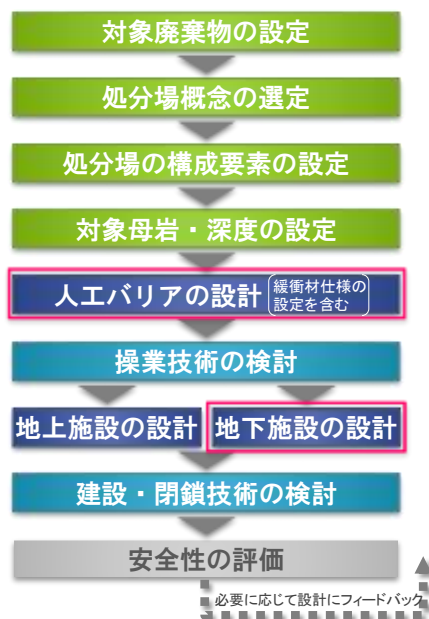 対象廃棄物の設定
処分場概念の選定
処分場の構成要素の設定
対象母岩・深度の設定
人工バリアの設計 緩衝材仕様の
設定を含む
操業技術の検討
地上施設の設計 地下施設の設計
建設・閉鎖技術の検討
安全性の評価
必要に応じて設計にフィードバック